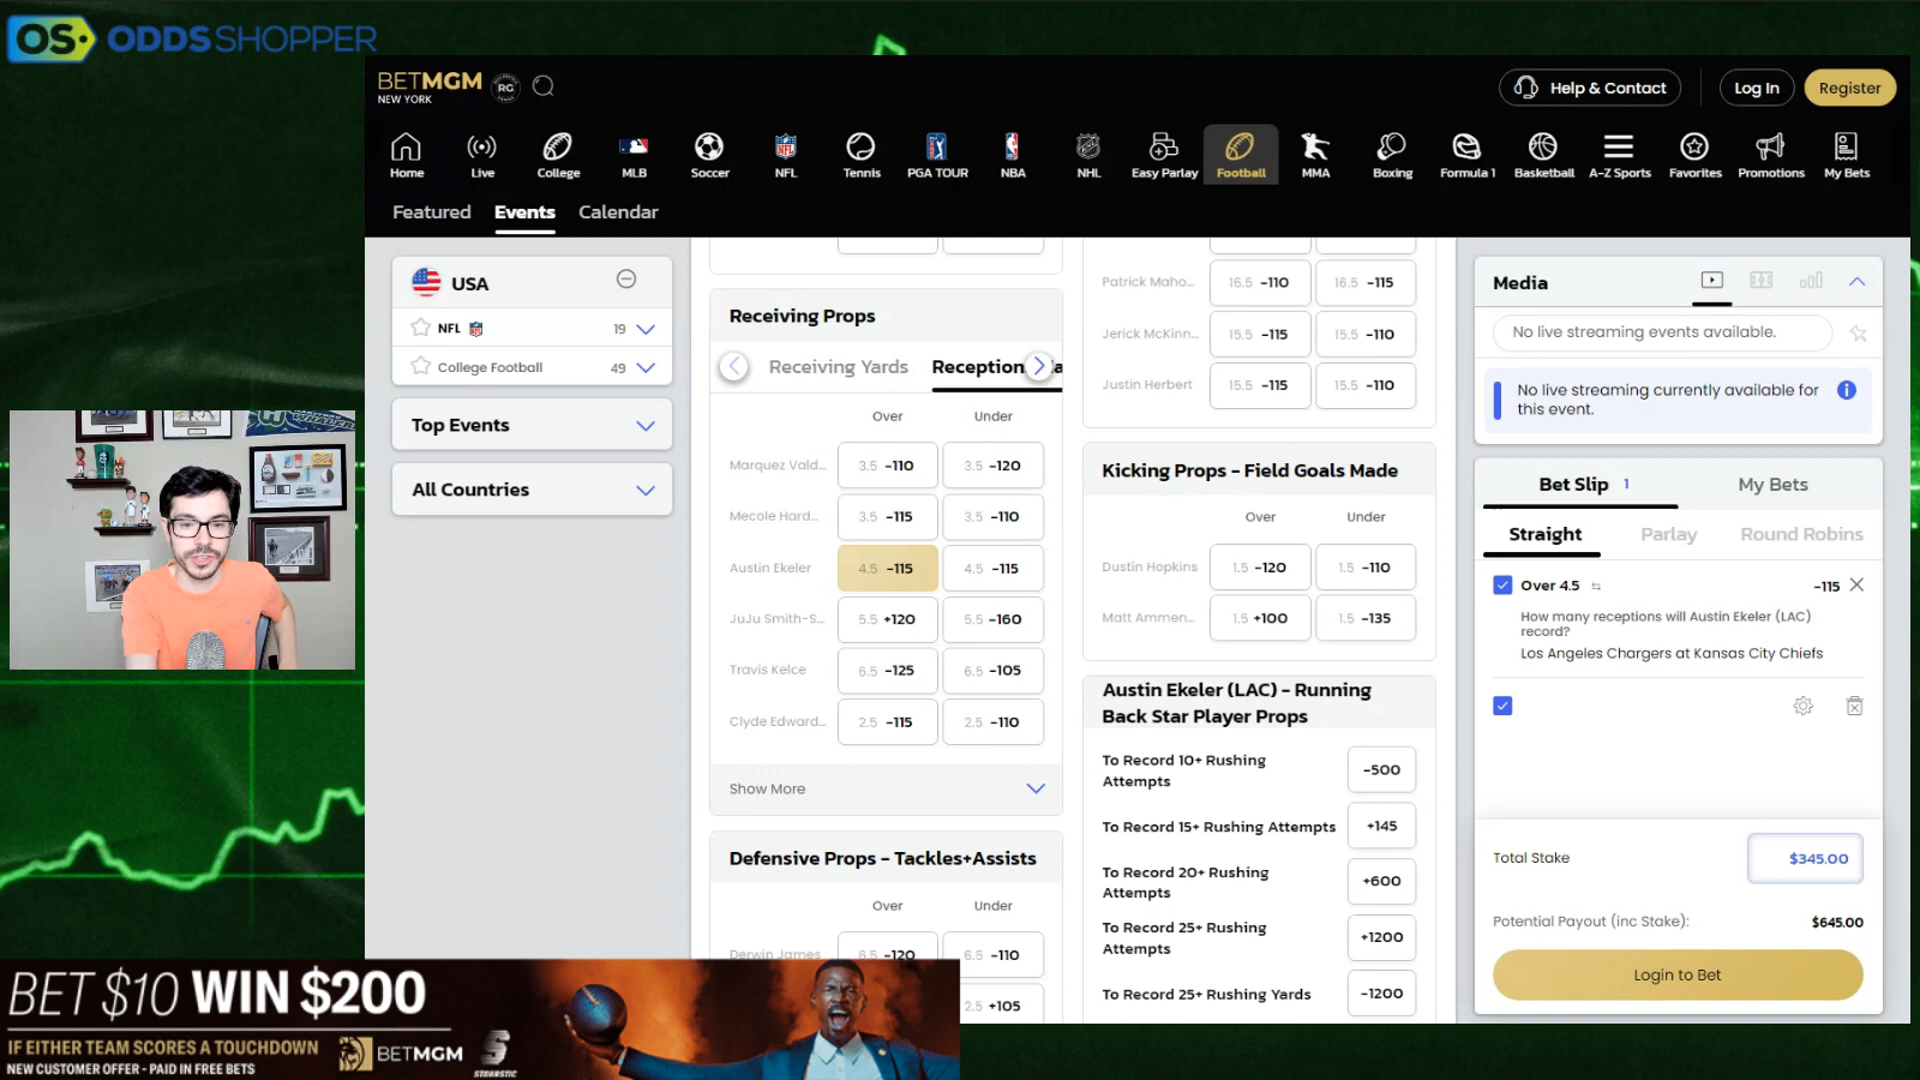 OS ODDSSHOPPER
BETMGM
NEW YORK
RG
Help & Contact
Log In
Register
Home
Live
College
MLB
Soccer
NFL
Tennis
PGA TOUR
NBA
NHL
Easy Parlay
Football
MMA
Boxing
Formula 1
Basketball
A-Z Sports
Favorites
Promotions
My Bets
Featured
Events
Calendar
USA
NFL 19
College Football 49
Top Events
All Countries
Receiving Props
Receiving Yards Reception
Over Under
Marquez Vald... 3.5 -110 3.5 -120
Mecole Hard... 3.5 -115 3.5 -110
Austin Ekeler 4.5 -115 4.5 -115
JuJu Smith-S... 5.5 +120 5.5 -160
Travis Kelce 6.5 -125 6.5 -105
Clyde Edward... 2.5 -115 2.5 -110
Show More
Defensive Props - Tackles+Assists
Over Under
Derwin James 6.5 -120 6.5 -110
2.5 +105
Patrick Maho... 16.5 -110 16.5 -115
Jerick McKinn... 15.5 -115 15.5 -110
Justin Herbert 15.5 -115 15.5 -110
Kicking Props - Field Goals Made
Over Under
Dustin Hopkins 1.5 -120 1.5 -110
Matt Ammen... 1.5 +100 1.5 -135
Austin Ekeler (LAC) - Running
Back Star Player Props
To Record 10+ Rushing
Attempts -500
To Record 15+ Rushing Attempts +145
To Record 20+ Rushing
Attempts +600
To Record 25+ Rushing
Attempts +1200
To Record 25+ Rushing Yards -1200
Media
No live streaming events available.
No live streaming currently available for
this event.
Bet Slip 1 My Bets
Straight Parlay Round Robins
Over 4.5 -115
How many receptions will Austin Ekeler (LAC)
record?
Los Angeles Chargers at Kansas City Chiefs
Total Stake $345.00
Potential Payout (inc Stake): $645.00
Login to Bet
BET $10 WIN $200
IF EITHER TEAM SCORES A TOUCHDOWN
NEW CUSTOMER OFFER - PAID IN FREE BETS
BETMGM
STOKASTIC